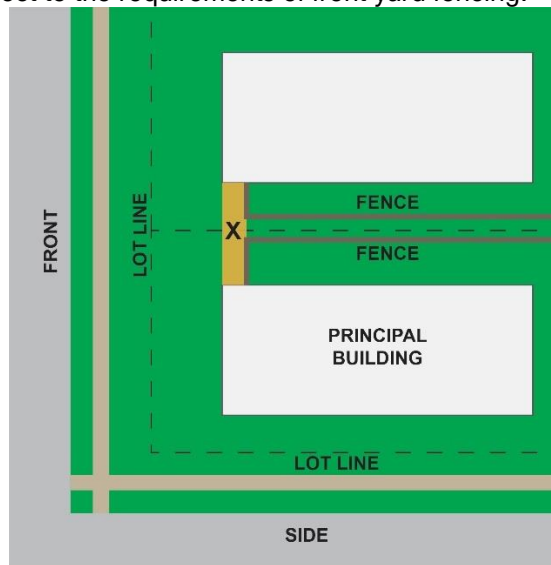 to the requirements of front yard fencing.
FENCE
LOT LINE
FRONT
X
FENCE
PRINCIPAL
BUILDING
LOT LINE
SIDE